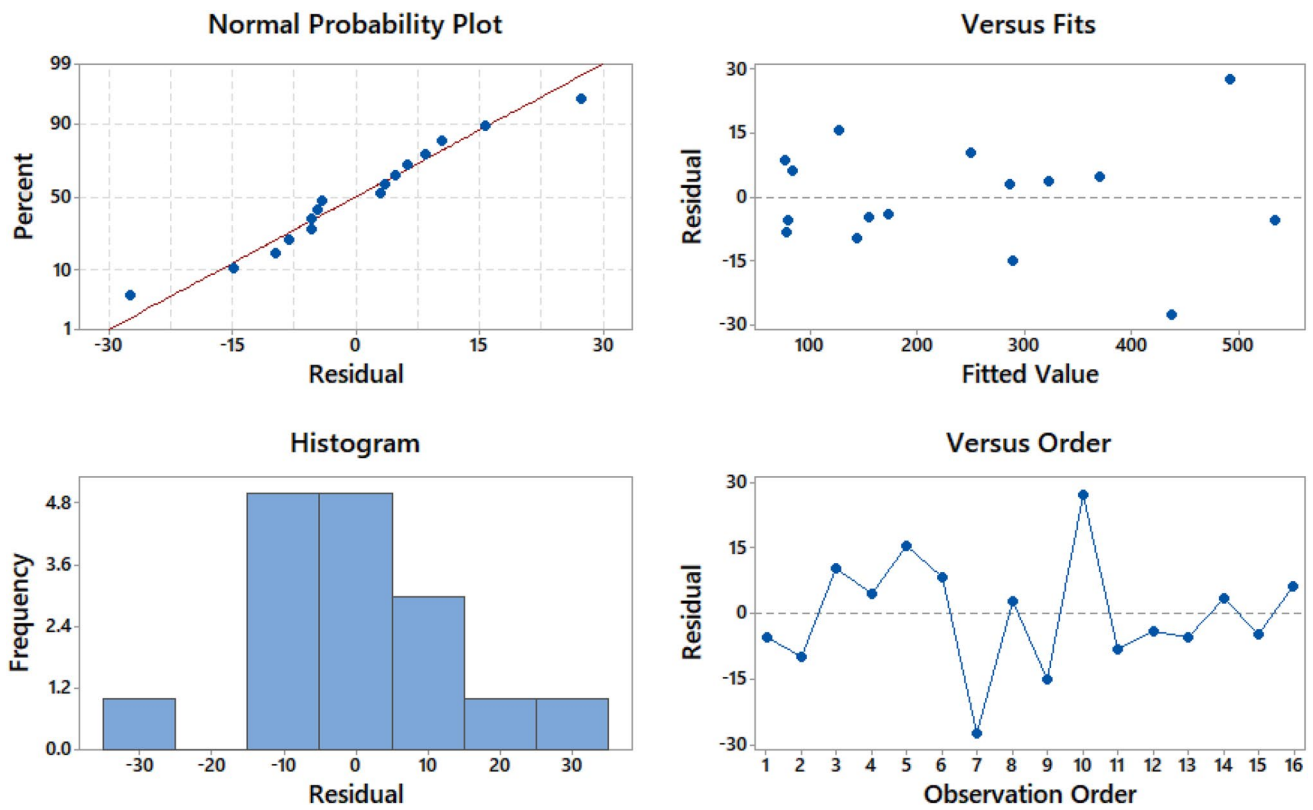 Normal Probability Plot
99
90
50
10
1
Percent
-30 -15 0 15 30
Residual
Versus Fits
30
15
0
-15
-30
Residual
100 200 300 400 500
Fitted Value
Histogram
4.8
3.6
2.4
1.2
0.0
Frequency
-30 -20 -10 0 10 20 30
Residual
Versus Order
30
15
0
-15
-30
Residual
1 2 3 4 5 6 7 8 9 10 11 12 13 14 15 16
Observation Order